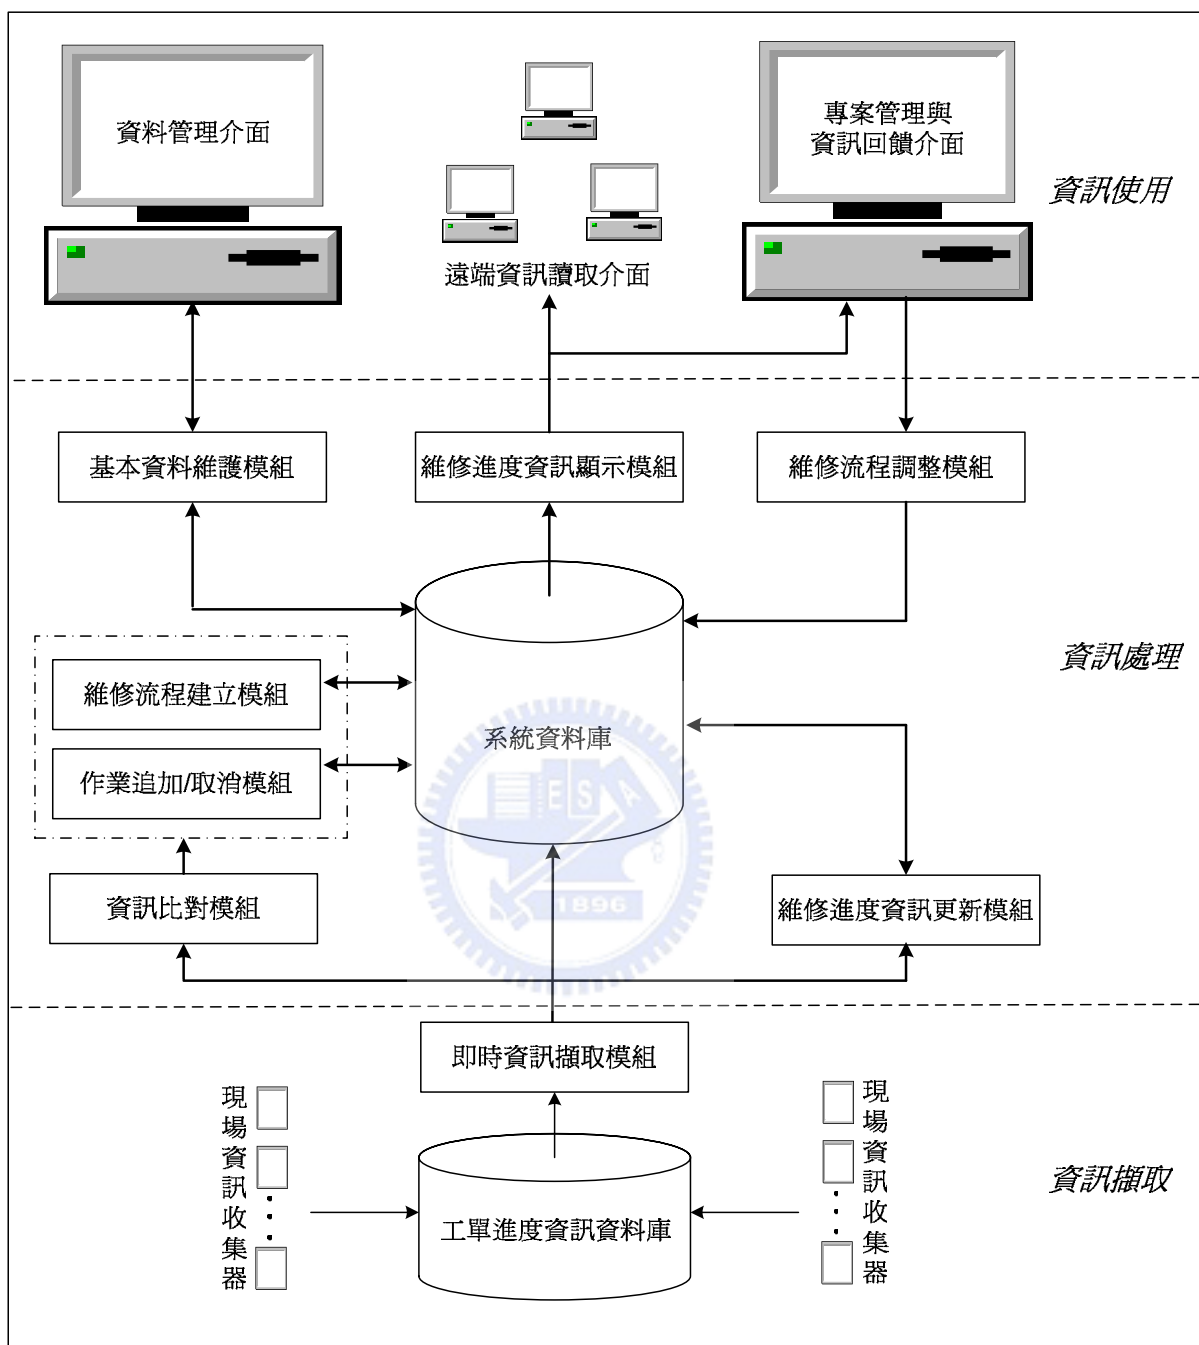 資料管理介面
專案管理與
資訊回饋介面
資訊使用
遠端資訊讀取介面
基本資料維護模組
維修進度資訊顯示模組
維修流程調整模組
資訊處理
維修流程建立模組
系統資料庫
作業追加/取消模組
ESA
資訊比對模組
1896
維修進度資訊更新模組
即時資訊擷取模組
現場資訊收集器
現場資訊收集器
資訊擷取
工單進度資訊資料庫